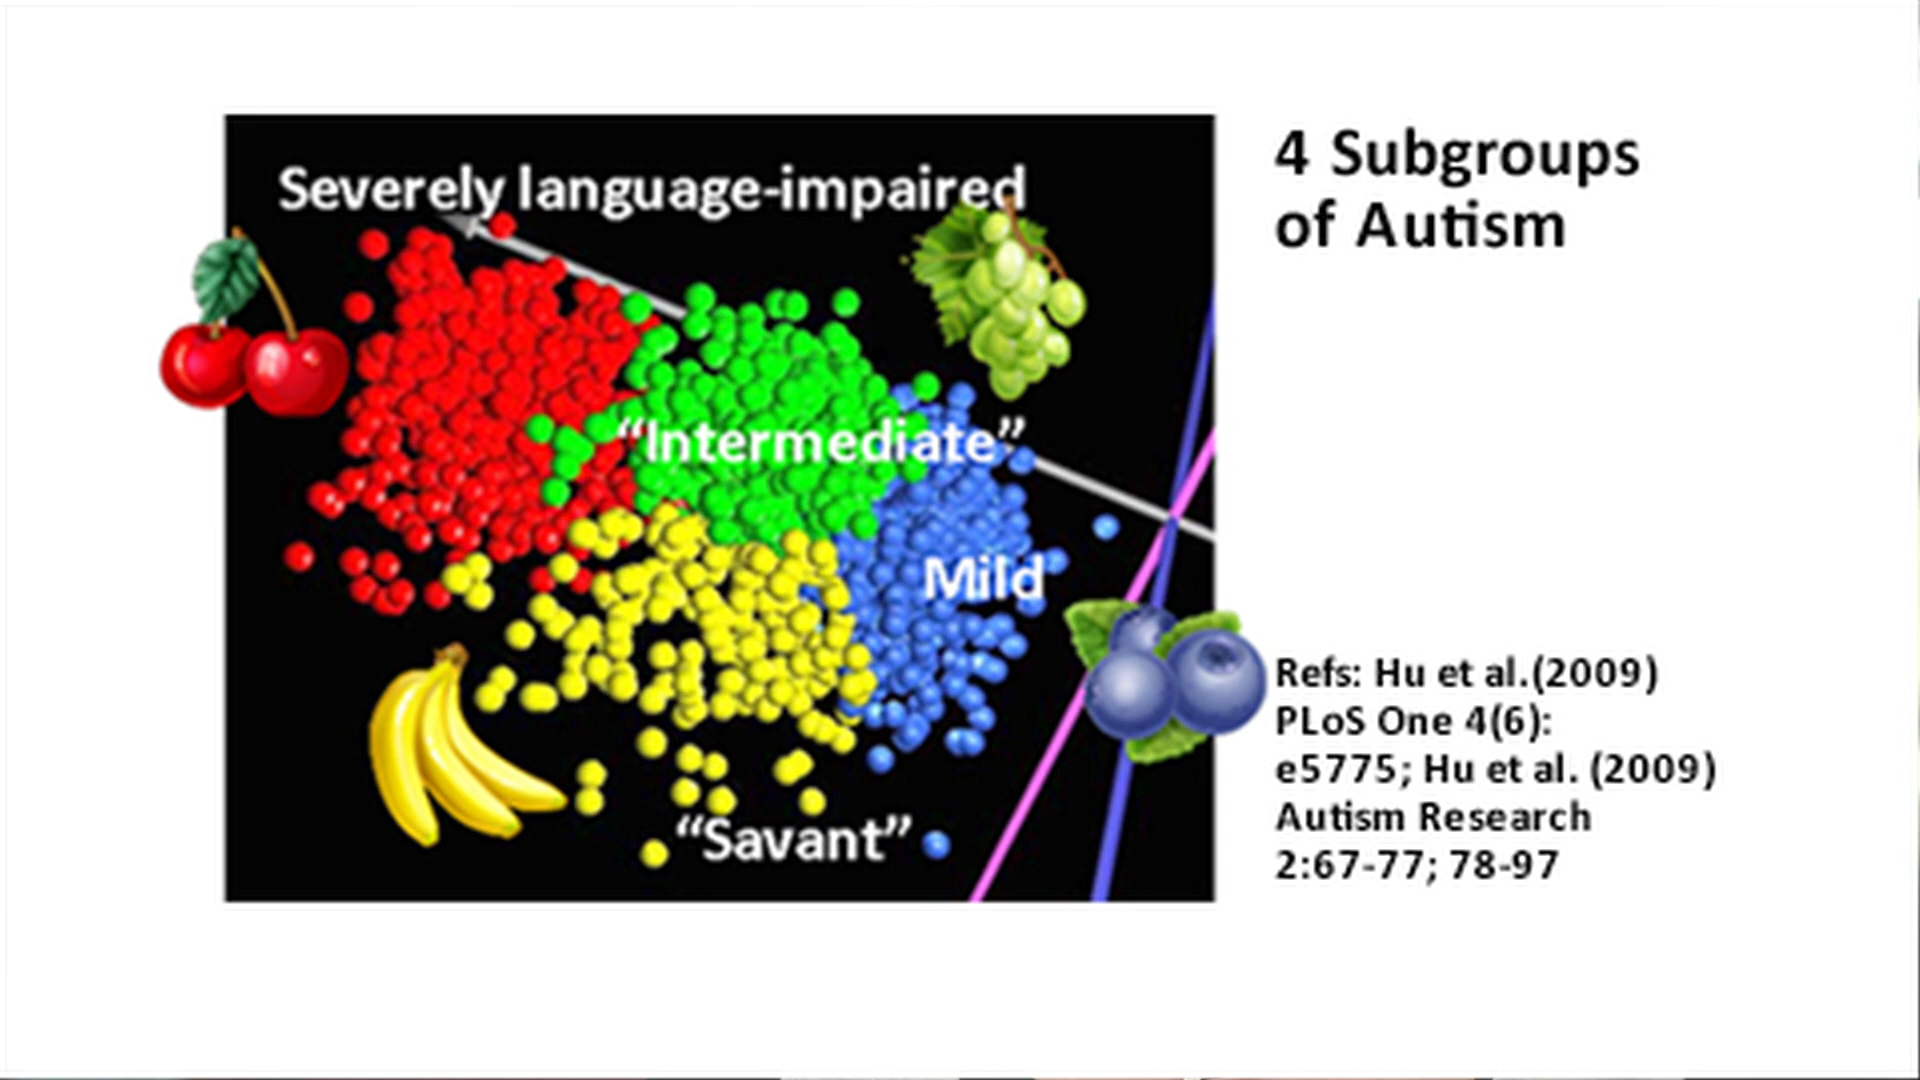 4 Subgroups
of Autism
Severely language-impaired
“Intermediate”
Mild
“Savant”
Refs: Hu et al.(2009)
PLoS One 4(6):
e5775; Hu et al. (2009)
Autism Research
2:67-77; 78-97